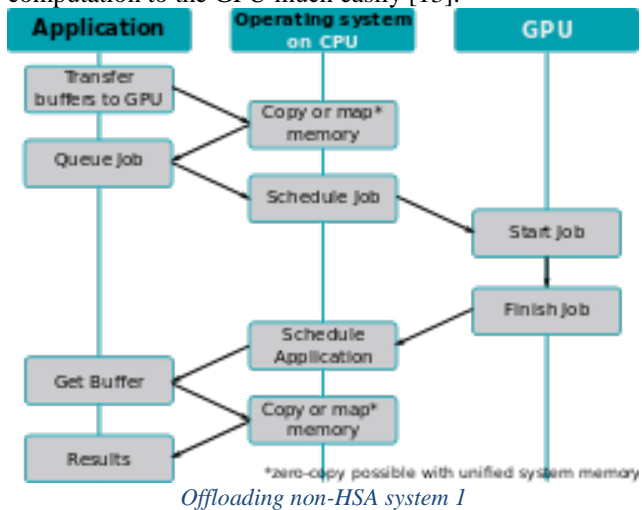 computation to the GPU much easily [13].
Application
Operating system
on CPU
GPU
Transfer
buffers to GPU
Copy or map*
memory
Queue Job
Schedule Job
Start Job
Finish Job
Schedule
Application
Get Buffer
Copy or map*
memory
Results
*zero-copy possible with unified system memory
Offloading non-HSA system 1